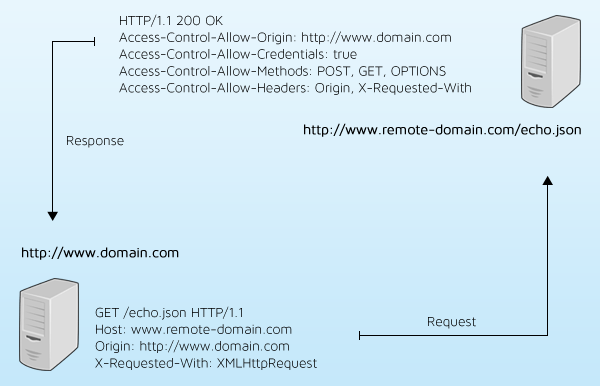 HTTP/1.1 200 OK
Access-Control-Allow-Origin: http://www.domain.com
Access-Control-Allow-Credentials: true
Access-Control-Allow-Methods: POST, GET, OPTIONS
Access-Control-Allow-Headers: Origin, X-Requested-With
http://www.remote-domain.com/echo.json
Response
http://www.domain.com
GET /echo.json HTTP/1.1
Host: www.remote-domain.com
Origin: http://www.domain.com
X-Requested-With: XMLHttpRequest
Request